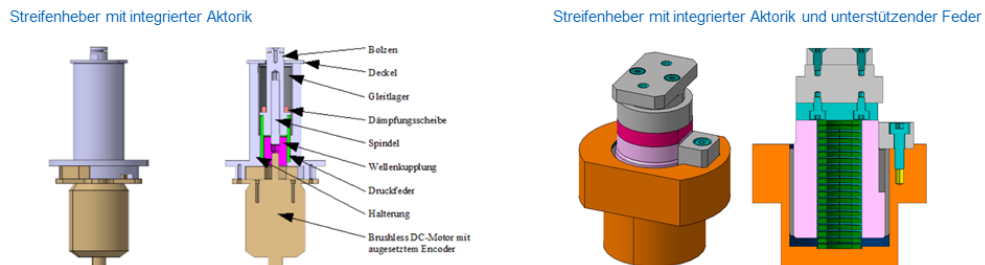 Streifenheber mit integrierter Aktorik
Streifenheber mit integrierter Aktorik und unterstützender Feder
Bolzen
Deckel
Gleitlager
Dämpfungsscheibe
Spindel
Wellenkupplung
Druckfeder
Halterung
Brushless DC-Motor mit
augesetztem Encoder